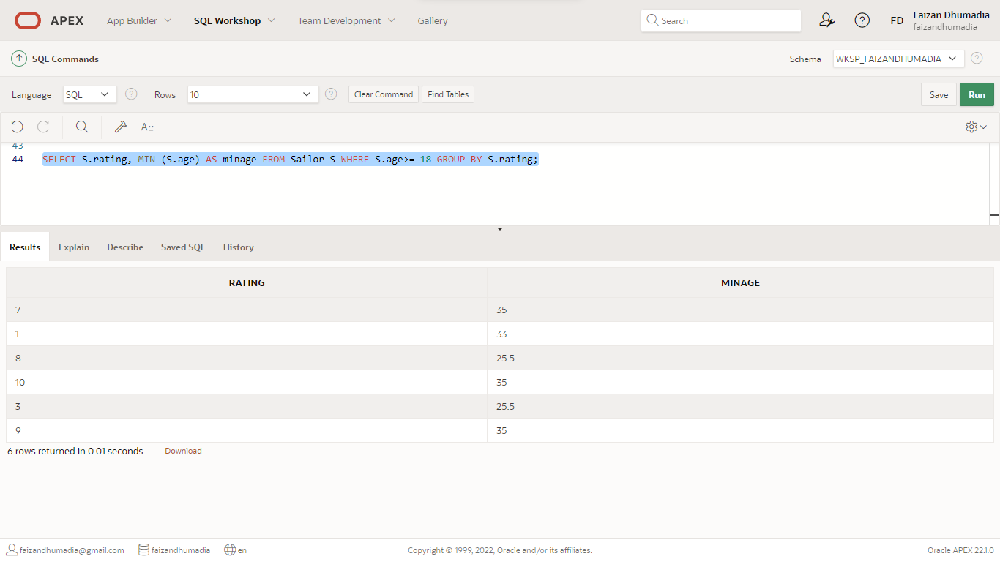 APEX App Builder SQL Workshop Team Development Gallery Search FD Faizan Dhumadia
faizandhumadia
SQL Commands Schema WKSP_FAIZANDHUMADIA
Language SQL Rows 10 Clear Command Find Tables Save Run
A::
43
44 SELECT S.rating, MIN (S.age) AS minage FROM Sailor S WHERE S.age>= 18 GROUP BY S.rating;
Results Explain Describe Saved SQL History
RATING MINAGE
7 35
1 33
8 25.5
10 35
3 25.5
9 35
6 rows returned in 0.01 seconds Download
faizandhumadia@gmail.com faizandhumadia en Copyright © 1999, 2022, Oracle and/or its affiliates. Oracle APEX 22.1.0